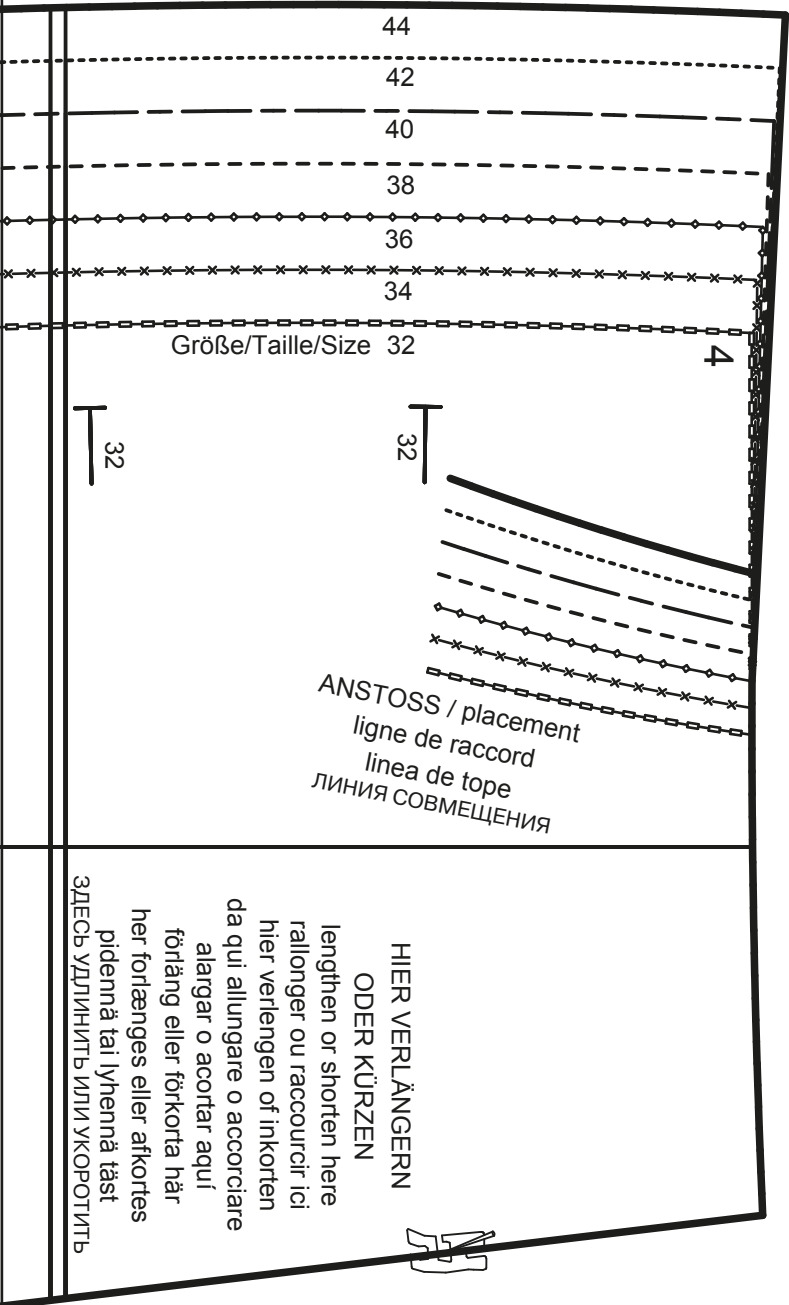 44
42
40
38
36
34
Größe/Taille/Size 32
4
32
32
ANSTOSS / placement
ligne de raccord
linea de tope
ЛИНИЯ СОВМЕЩЕНИЯ
HIER VERLÄNGERN
ODER KÜRZEN
lengthen or shorten here
rallonger ou raccourcir ici
hier verlengen of inkorten
da qui allungare o accorciare
alargar o acortar aquí
förläng eller förkorta här
her forlænges eller afkortes
pidennä tai lyhennä täst
ЗДЕСЬ УДЛИНИТЬ ИЛИ УКОРОТИТЬ